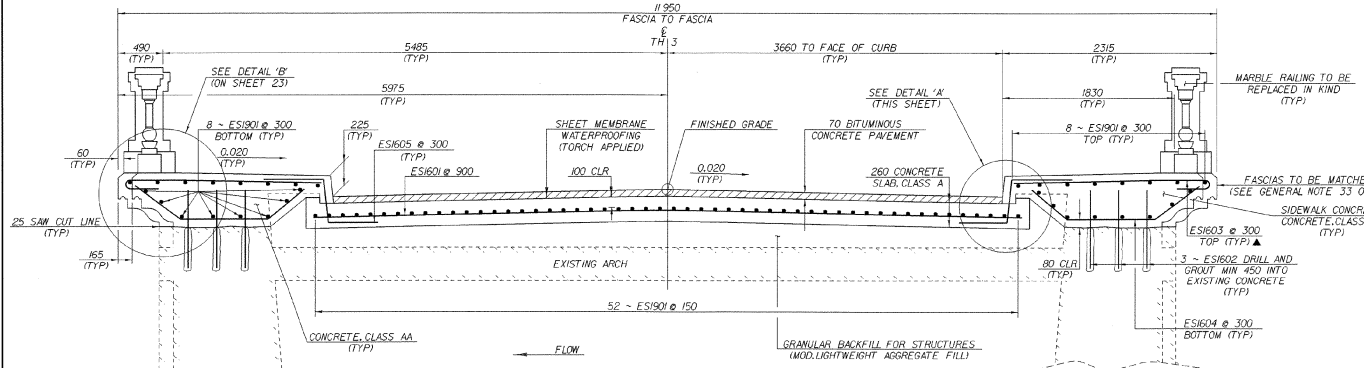 11 950
FASCIA TO FASCIA
℄
TH 3
490
(TYP)
5485
(TYP)
3660 TO FACE OF CURB
(TYP)
2315
(TYP)
SEE DETAIL 'B'
(ON SHEET 23)
5975
(TYP)
SEE DETAIL 'A'
(THIS SHEET)
1830
(TYP)
MARBLE RAILING TO BE
REPLACED IN KIND
(TYP)
8 ~ ES1901 @ 300
BOTTOM (TYP)
225
(TYP)
SHEET MEMBRANE
WATERPROOFING
(TORCH APPLIED)
FINISHED GRADE
70 BITUMINOUS
CONCRETE PAVEMENT
8 ~ ES1901 @ 300
TOP (TYP)
60
(TYP)
0.020
(TYP)
ES1605 @ 300
(TYP)
ES1601 @ 900
100 CLR
0.020
(TYP)
260 CONCRETE
SLAB, CLASS A
FASCIAS TO BE MATCHE
(SEE GENERAL NOTE 33 O
25 SAW CUT LINE
(TYP)
SIDEWALK CONCR
CONCRETE, CLASS
(TYP)
ES1603 @ 300
TOP (TYP) ▲
165
(TYP)
EXISTING ARCH
80 CLR
(TYP)
3 ~ ES1602 DRILL AND
GROUT MIN 450 INTO
EXISTING CONCRETE
(TYP)
52 ~ ES1901 @ 150
ES1604 @ 300
BOTTOM (TYP)
CONCRETE, CLASS AA
(TYP)
FLOW
GRANULAR BACKFILL FOR STRUCTURES
(MOD. LIGHTWEIGHT AGGREGATE FILL)